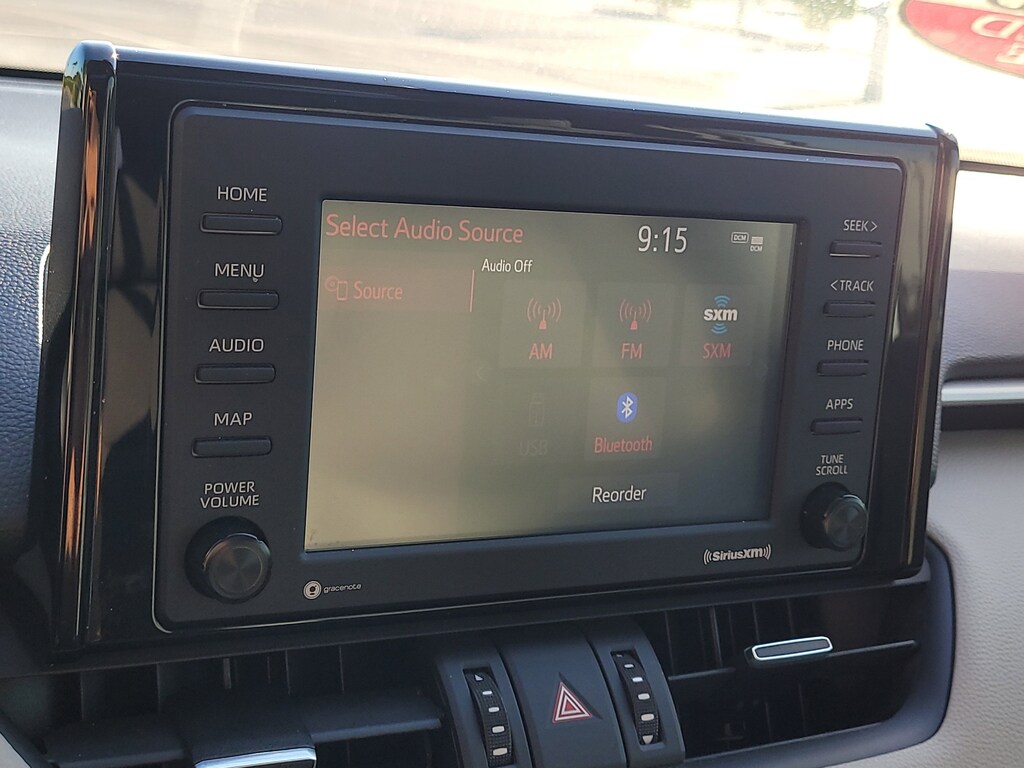 HOME
MENU
AUDIO
MAP
POWER
VOLUME
Select Audio Source
9:15
DCM
DCM
Audio Off
Source
AM
FM
sxm
SXM
USB
Bluetooth
Reorder
SEEK>
<TRACK
PHONE
APPS
TUNE
SCROLL
gracenote
((SiriusXM))